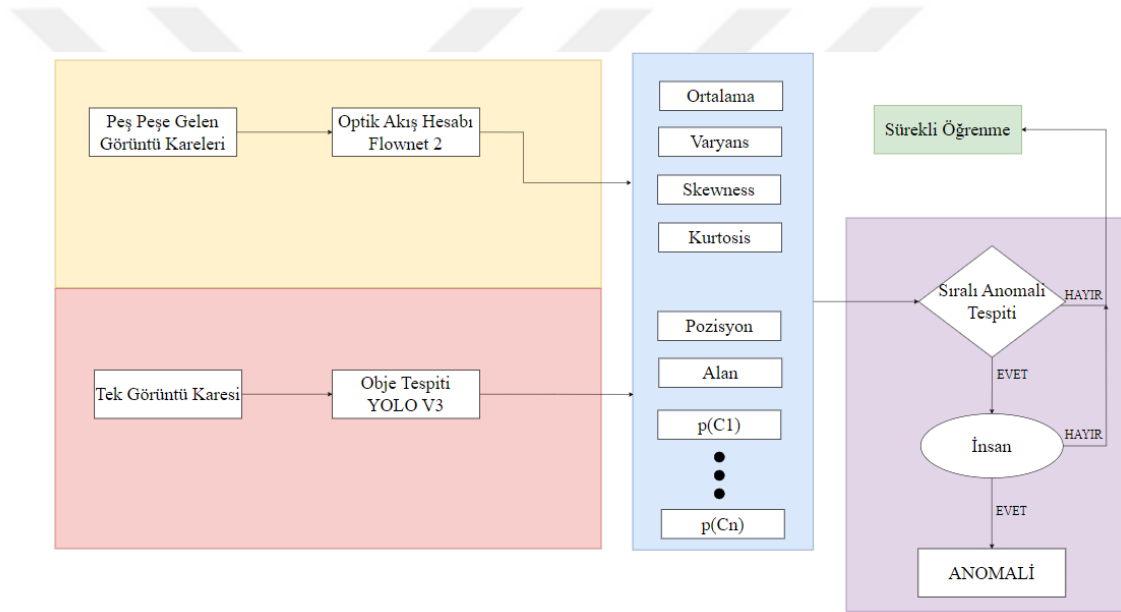 Peş Peşe Gelen
Görüntü Kareleri
Optik Akış Hesabı
Flownet 2
Tek Görüntü Karesi
Obje Tespiti
YOLO V3
Ortalama
Varyans
Skewness
Kurtosis
Pozisyon
Alan
p(C1)
p(Cn)
Sürekli Öğrenme
Sıralı Anomali
Tespiti
HAYIR
EVET
İnsan
HAYIR
EVET
ANOMALİ